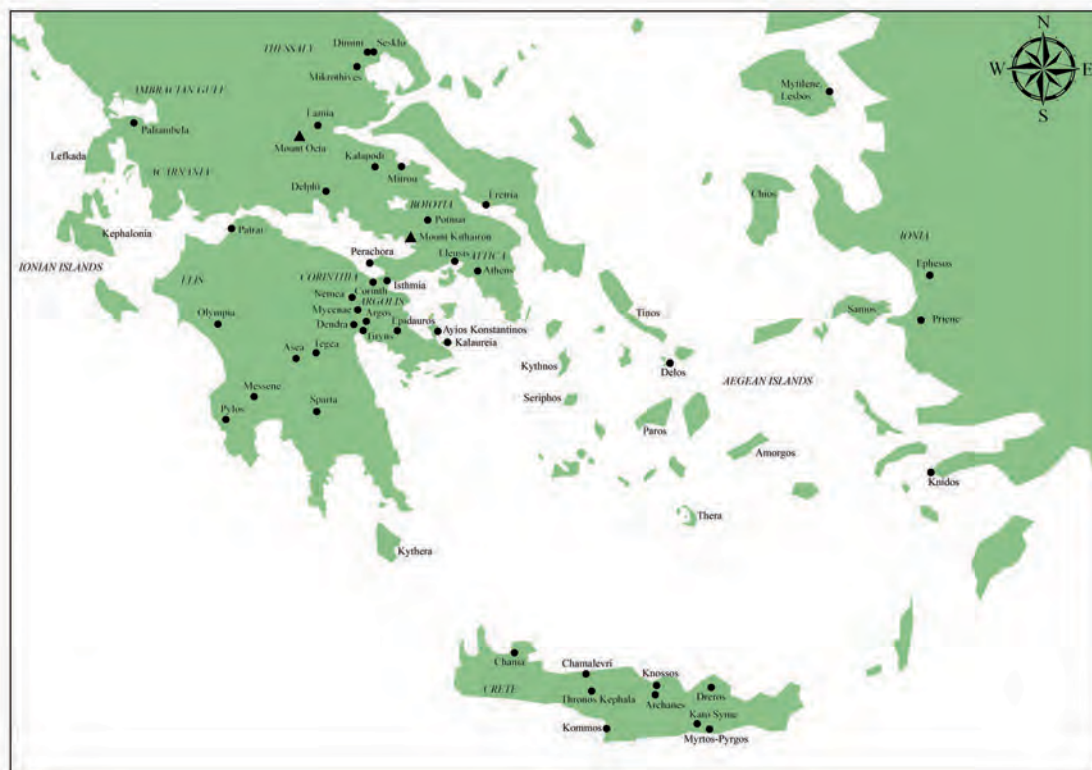 N
W
E
S
THESSALY
Dimini
Sesklo
Mikrothives
Mytilene,
Lesbos
AMBRACIAN GULF
Paliambela
Lamia
Mount Oeta
Lefkada
ACARNANIA
Kalapodi
Mitrou
Delphi
Chios
Eretria
BOIOTIA
Potniai
Kephalonia
Patrai
Mount Kithairon
IONIA
Perachora
Eleusis
ATTICA
Athens
IONIAN ISLANDS
Ephesus
ELIS
CORINTHIA
Corinth
Isthmia
Nemea
ARGOLIS
Mycenae
Olympia
Argos
Dendra
Epidauros
Tiryns
Ayios Konstantinos
Kalaureia
Tinos
Samos
Priene
Asea
Tegea
Kythnos
Delos
AEGEAN ISLANDS
Messene
Seriphos
Pylos
Sparta
Paros
Amorgos
Knidos
Thera
Kythera
Chania
Chamalevri
Knossos
CRETE
Thronos Kephala
Archanes
Dreros
Kato Syme
Kommos
Myrtos-Pyrgos